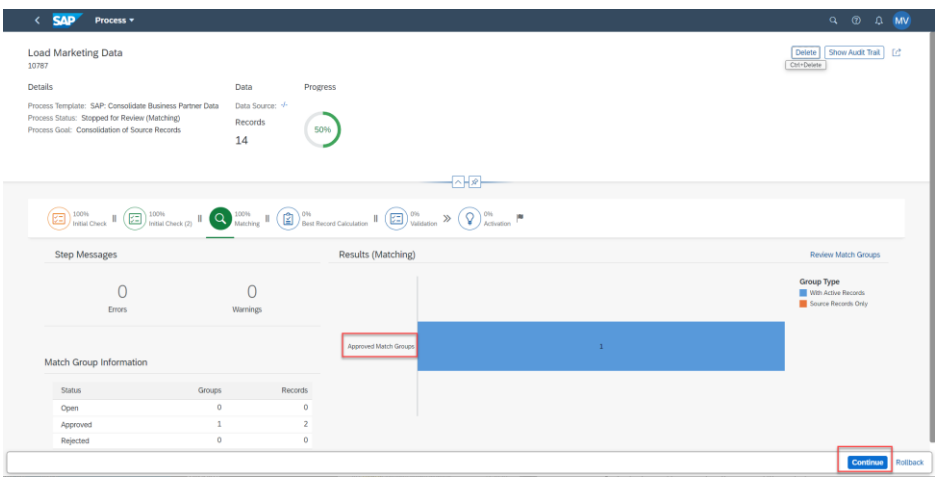 SAP Process
MV
Load Marketing Data
10787
Delete
Show Audit Trail
Ctrl+Delete
Details
Data
Progress
Process Template: SAP: Consolidate Business Partner Data
Data Source: -/-
Process Status: Stopped for Review (Matching)
Records
Process Goal: Consolidation of Source Records
14
50%
100%
Initial Check
100%
Initial Check (2)
100%
Matching
0%
Best Record Calculation
0%
Validation
0%
Activation
Step Messages
Results (Matching)
Review Match Groups
0
Errors
0
Warnings
Group Type
With Active Records
Source Records Only
Approved Match Groups
1
Match Group Information
Status Groups Records
Open 0 0
Approved 1 2
Rejected 0 0
Continue
Rollback